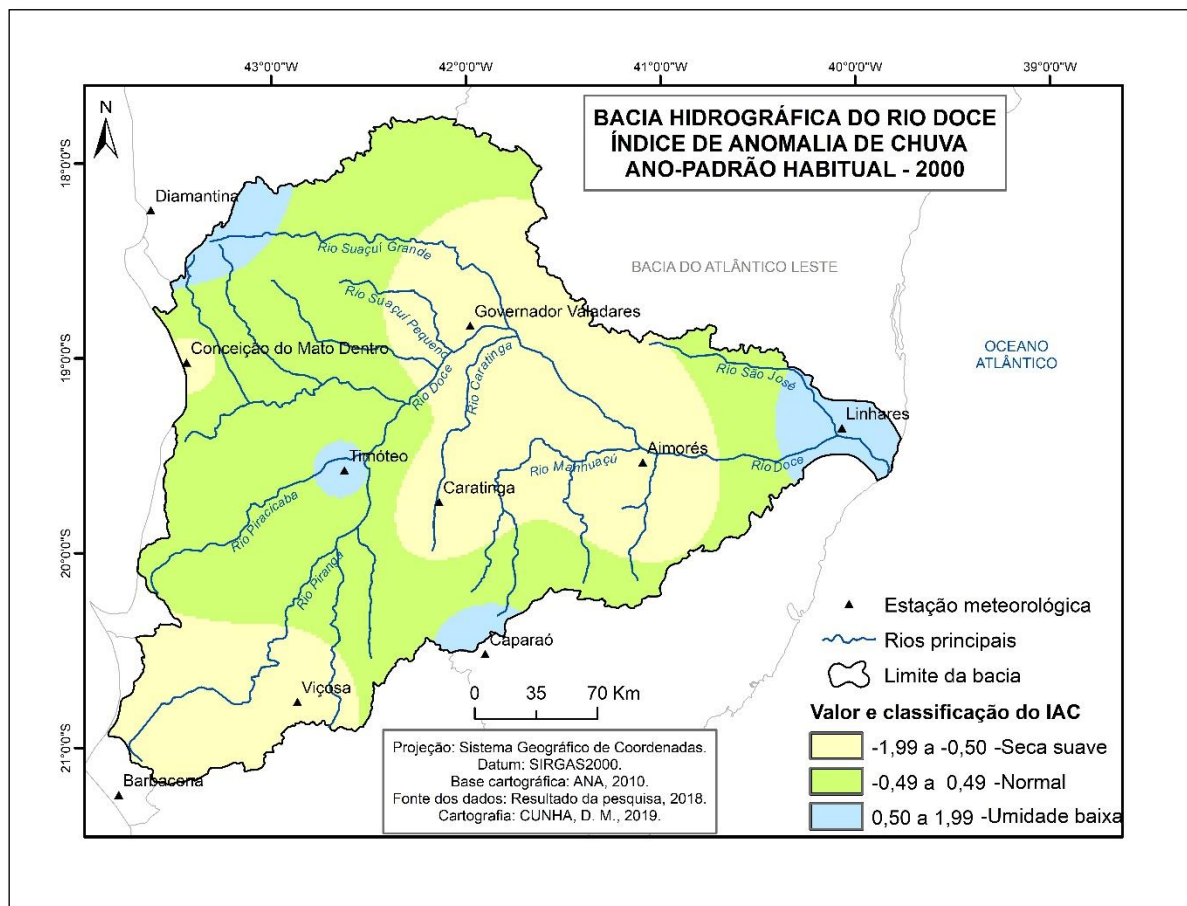 43°0'0"W
42°0'0"W
41°0'0"W
40°0'0"W
39°0'0"W
N
BACIA HIDROGRÁFICA DO RIO DOCE
ÍNDICE DE ANOMALIA DE CHUVA
ANO-PADRÃO HABITUAL - 2000
18°0'0"S
Diamantina
Rio Suaçuí Grande
BACIA DO ATLÂNTICO LESTE
Rio Suaçuí Pequeno
Governador Valadares
19°0'0"S
Conceição do Mato Dentro
Rio Doce
Rio Caratinga
Rio São José
OCEANO
ATLÂNTICO
Linhares
Timóteo
Aimorés
Rio Manhuaçú
Rio Doce
Caratinga
Rio Piracicaba
20°0'0"S
Rio Piranga
Caparaó
Viçosa
0 35 70 Km
21°0'0"S
Barbacena
Projeção: Sistema Geográfico de Coordenadas.
Datum: SIRGAS2000.
Base cartográfica: ANA, 2010.
Fonte dos dados: Resultado da pesquisa, 2018.
Cartografia: CUNHA, D. M., 2019.
Estação meteorológica
Rios principais
Limite da bacia
Valor e classificação do IAC
-1,99 a -0,50 -Seca suave
-0,49 a 0,49 -Normal
0,50 a 1,99 -Umidade baixa